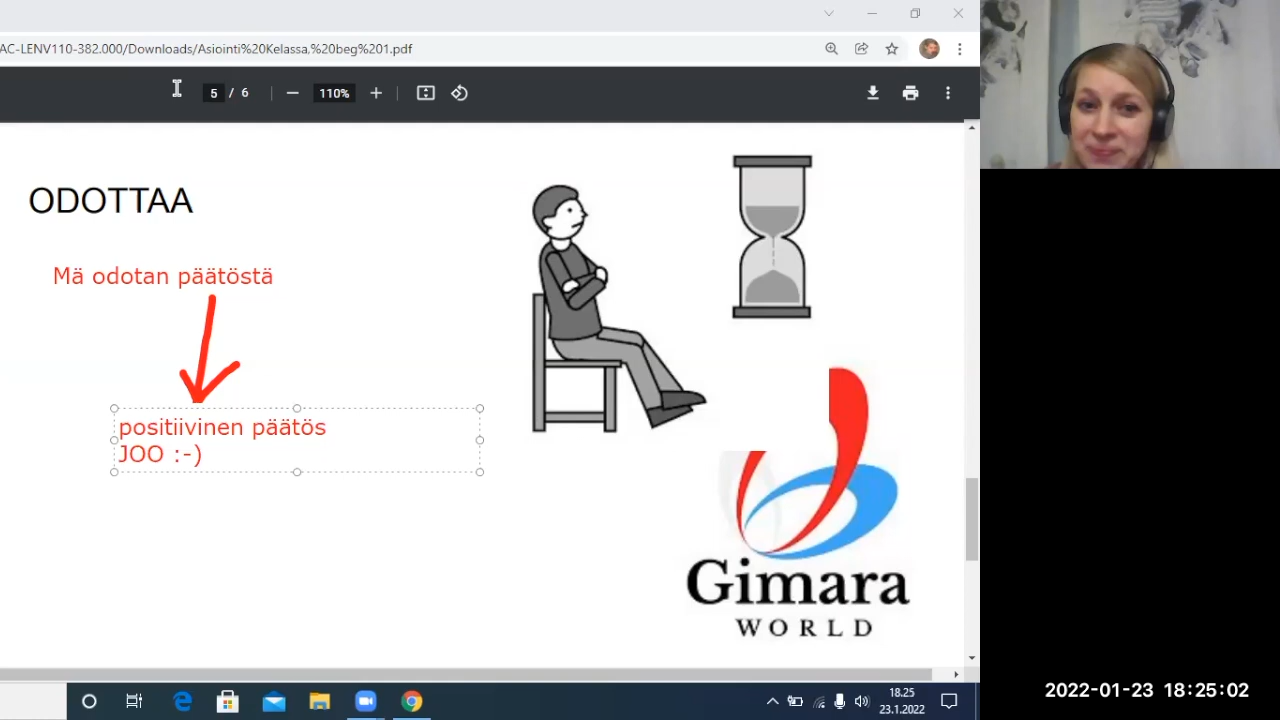 AC-LENV110-382.000/Downloads/Asiointi%20Kelassa,%20beg%201.pdf
5 / 6
110%
ODOTTAA
Mä odotan päätöstä
positiivinen päätös
JOO :-)
Gimara
WORLD
18.25
23.1.2022
2022-01-23 18:25:02